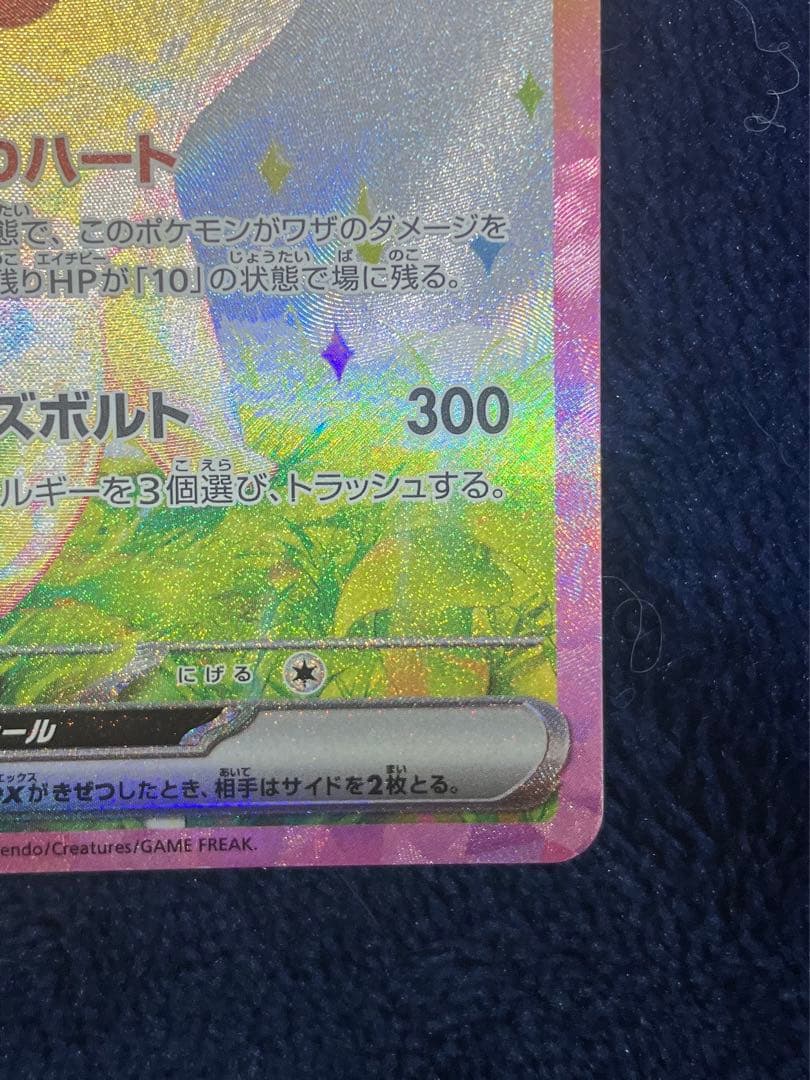 ハート
態で、このポケモンがワザのダメージを
残りHPが「10」の状態で場に残る。
ズボルト 300
ルギーを3個選び、トラッシュする。
にげる
ール
exがきぜつしたとき、相手はサイドを2枚とる。
endo/Creatures/GAME FREAK.